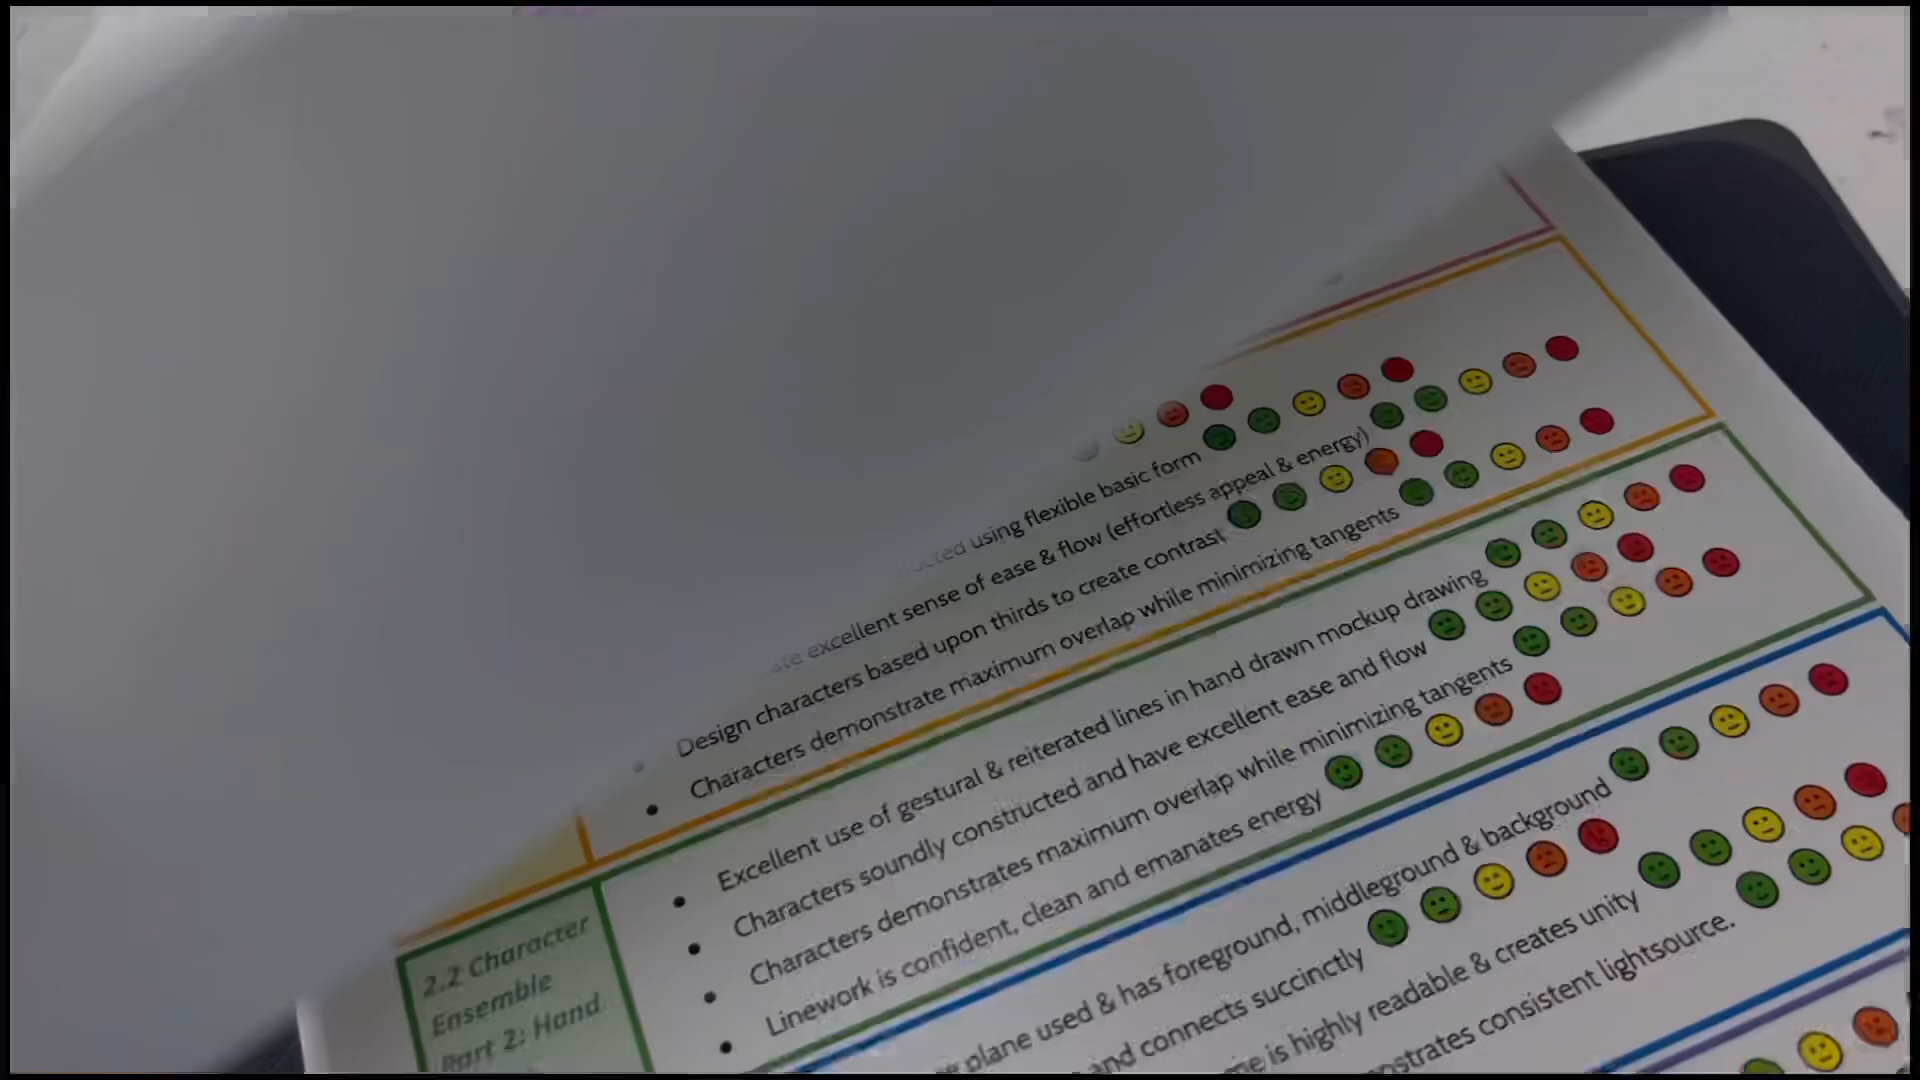 using flexible basic form
excellent sense of ease & flow (effortless appeal & energy)
Design characters based upon thirds to create contrast
Characters demonstrate maximum overlap while minimizing tangents
Excellent use of gestural & reiterated lines in hand drawn mockup drawing
Characters soundly constructed and have excellent ease and flow
Characters demonstrates maximum overlap while minimizing tangents
Linework is confident, clean and emanates energy
2.2 Character
Ensemble
Part 2: Hand
plane used & has foreground, middleground & background
and connects succinctly
is highly readable & creates unity
consistent lightsource.